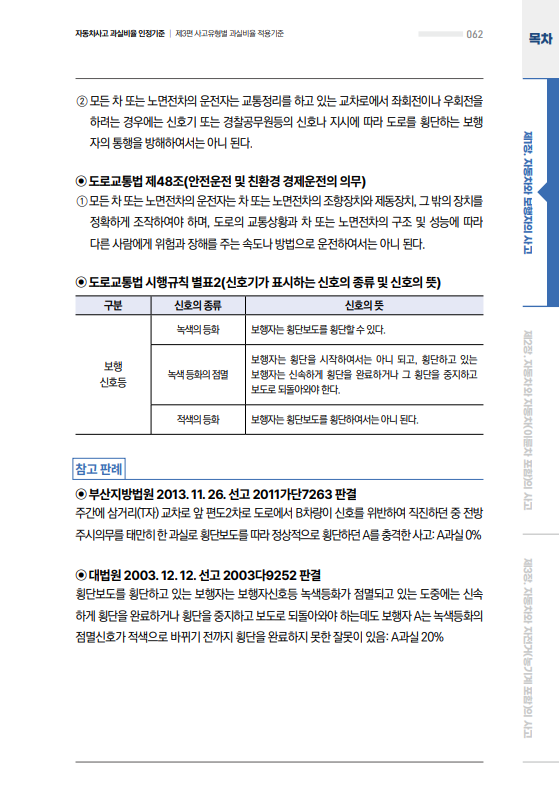 자동차사고 과실비율 인정기준 | 제3편 사고유형별 과실비율 적용기준
062
목차
② 모든 차 또는 노면전차의 운전자는 교통정리를 하고 있는 교차로에서 좌회전이나 우회전을
하려는 경우에는 신호기 또는 경찰공무원등의 신호나 지시에 따라 도로를 횡단하는 보행
자의 통행을 방해하여서는 아니 된다.
◉ 도로교통법 제48조(안전운전 및 친환경 경제운전의 의무)
① 모든 차 또는 노면전차의 운전자는 차 또는 노면전차의 조향장치와 제동장치, 그 밖의 장치를
정확하게 조작하여야 하며, 도로의 교통상황과 차 또는 노면전차의 구조 및 성능에 따라
다른 사람에게 위험과 장해를 주는 속도나 방법으로 운전하여서는 아니 된다.
◉ 도로교통법 시행규칙 별표2(신호기가 표시하는 신호의 종류 및 신호의 뜻)
구분 신호의 종류 신호의 뜻
보행
신호등
녹색의 등화 보행자는 횡단보도를 횡단할 수 있다.
녹색 등화의 점멸
보행자는 횡단을 시작하여서는 아니 되고, 횡단하고 있는
보행자는 신속하게 횡단을 완료하거나 그 횡단을 중지하고
보도로 되돌아와야 한다.
적색의 등화 보행자는 횡단보도를 횡단하여서는 아니 된다.
참고 판례
◉ 부산지방법원 2013. 11. 26. 선고 2011가단7263 판결
주간에 삼거리(T자) 교차로 앞 편도2차로 도로에서 B차량이 신호를 위반하여 직진하던 중 전방
주시의무를 태만히 한 과실로 횡단보도를 따라 정상적으로 횡단하던 A를 충격한 사고: A과실 0%
◉ 대법원 2003. 12. 12. 선고 2003다9252 판결
횡단보도를 횡단하고 있는 보행자는 보행자신호등 녹색등화가 점멸되고 있는 도중에는 신속
하게 횡단을 완료하거나 횡단을 중지하고 보도로 되돌아와야 하는데도 보행자 A는 녹색등화의
점멸신호가 적색으로 바뀌기 전까지 횡단을 완료하지 못한 잘못이 있음: A과실 20%
제1장. 자동차와 보행자의 사고
제2장. 자동차와 자동차(이륜차 포함)의 사고
제3장. 자동차와 자전거(농기계 포함)의 사고